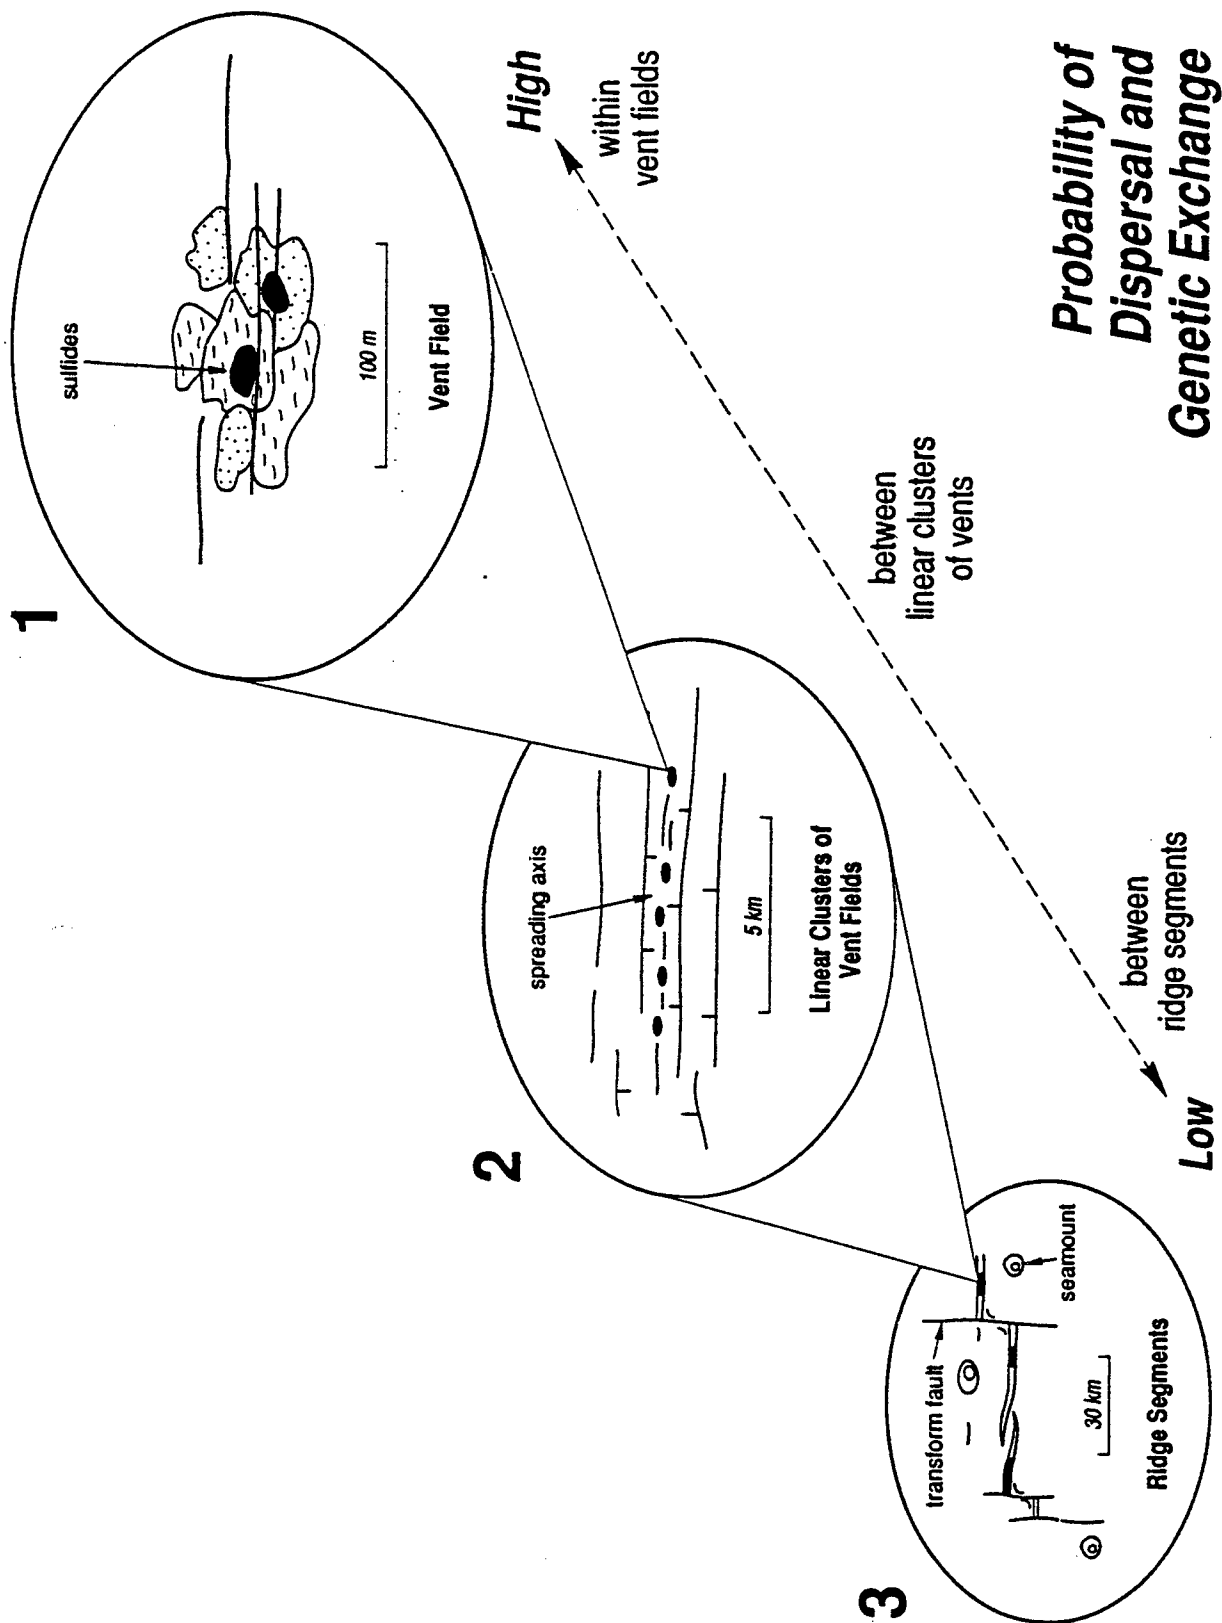 1
sulfides
100 m
Vent Field
2
spreading axis
5 km
Linear Clusters of
Vent Fields
3
transform fault
seamount
30 km
Ridge Segments
High
within
vent fields
between
linear clusters
of vents
between
ridge segments
Low
Probability of
Dispersal and
Genetic Exchange